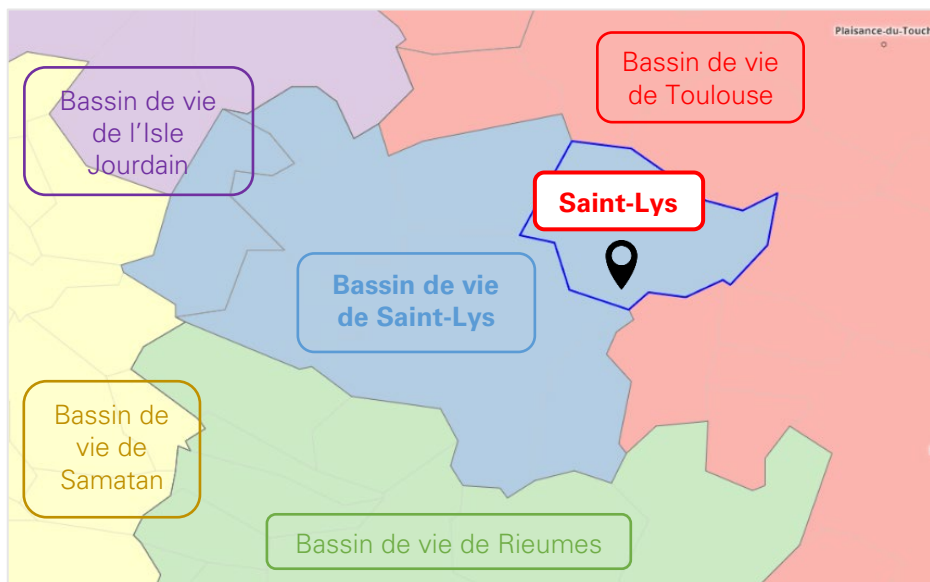 Plaisance-du-Touch
Bassin de vie
de Toulouse
Bassin de vie
de l'Isle
Jourdain
Saint-Lys
Bassin de vie
de Saint-Lys
Bassin de
vie de
Samatan
Bassin de vie de Rieumes